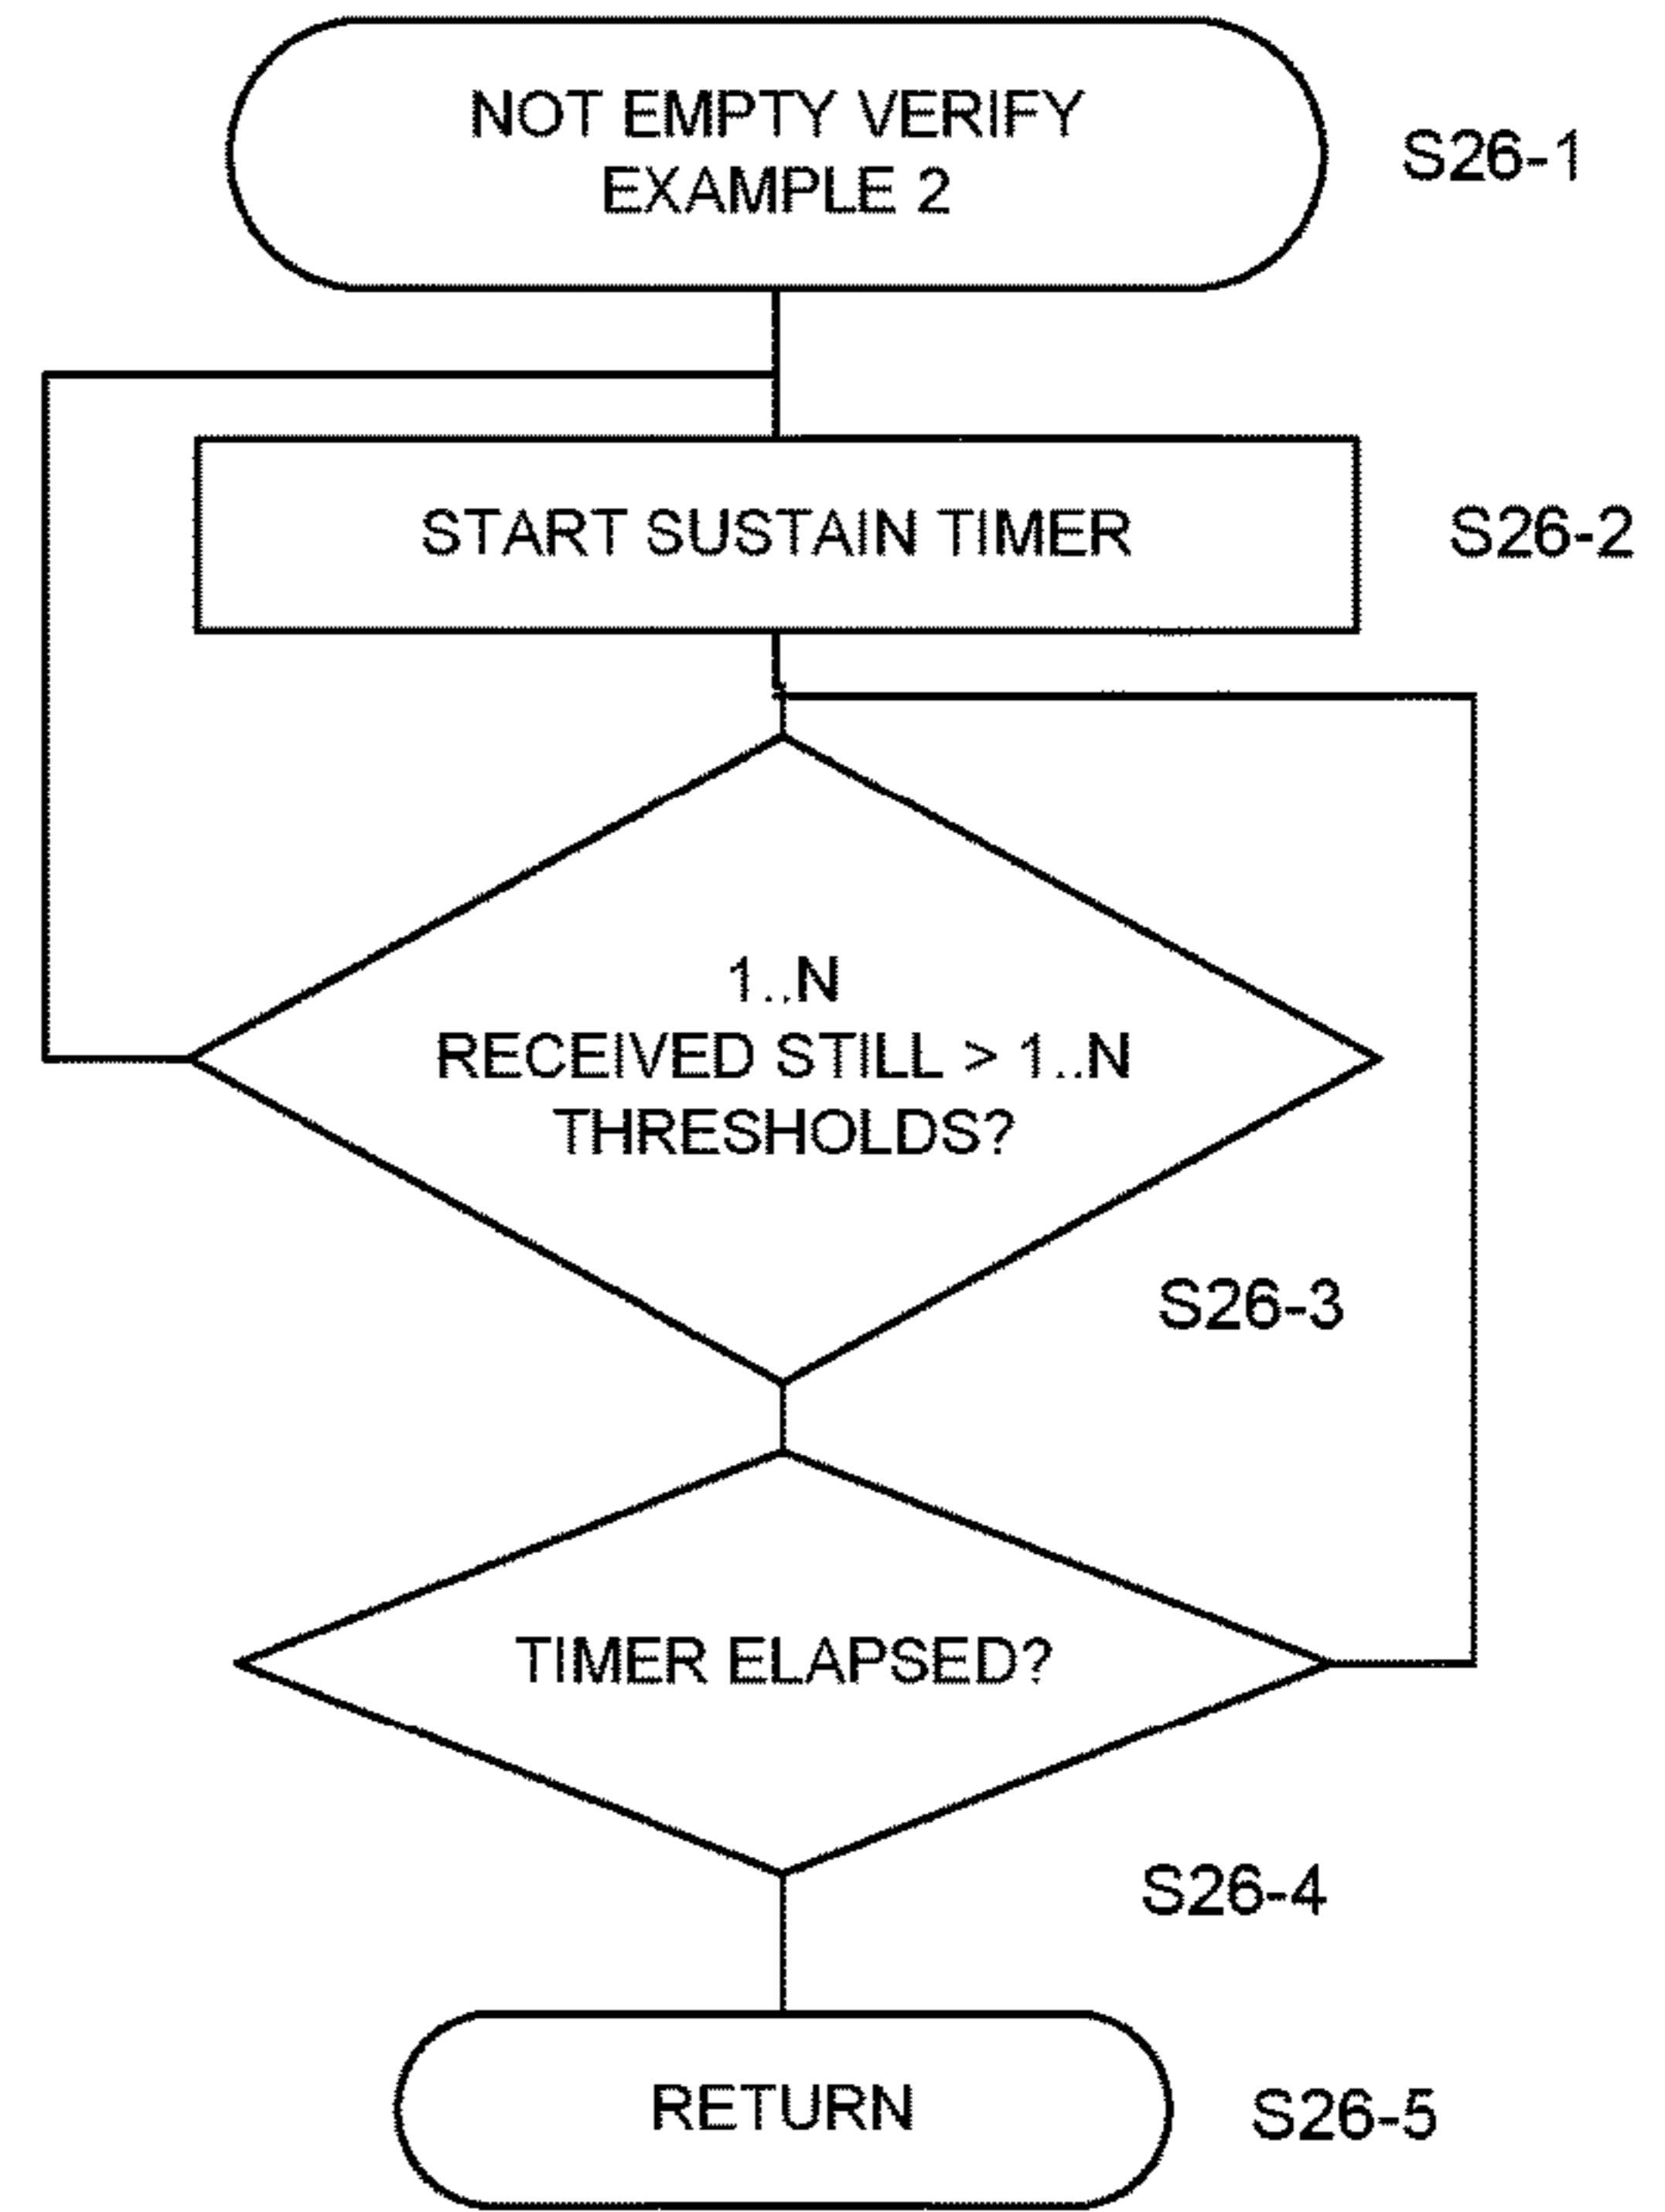 NOT EMPTY VERIFY
EXAMPLE 2
S26-1
START SUSTAIN TIMER
S26-2
1..N
RECEIVED STILL > 1..N
THRESHOLDS?
S26-3
TIMER ELAPSED?
S26-4
RETURN
S26-5